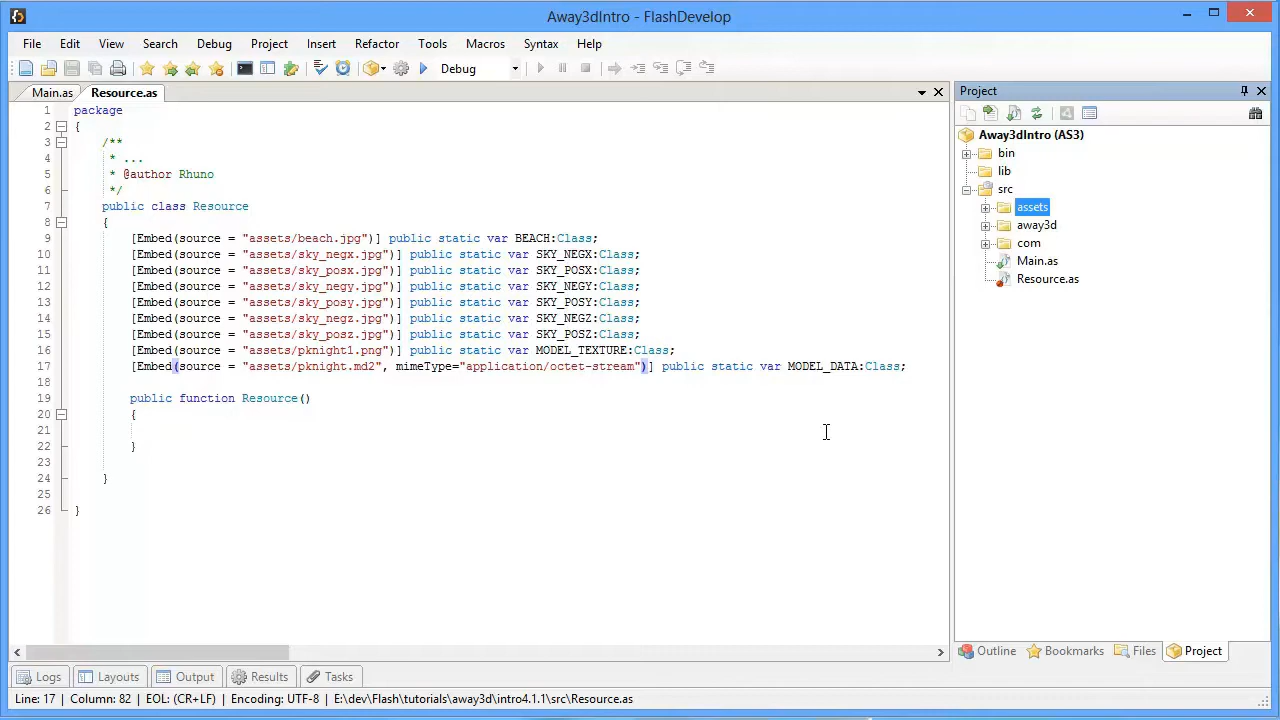 Away3dIntro - FlashDevelop
File Edit View Search Debug Project Insert Refactor Tools Macros Syntax Help
Debug
Main.as Resource.as
1 package
2 {
3 /**
4 * ...
5 * @author Rhuno
6 */
7 public class Resource
8 {
9 [Embed(source = "assets/beach.jpg")] public static var BEACH:Class;
10 [Embed(source = "assets/sky_negx.jpg")] public static var SKY_NEGX:Class;
11 [Embed(source = "assets/sky_posx.jpg")] public static var SKY_POSX:Class;
12 [Embed(source = "assets/sky_negy.jpg")] public static var SKY_NEGY:Class;
13 [Embed(source = "assets/sky_posy.jpg")] public static var SKY_POSY:Class;
14 [Embed(source = "assets/sky_negz.jpg")] public static var SKY_NEGZ:Class;
15 [Embed(source = "assets/sky_posz.jpg")] public static var SKY_POSZ:Class;
16 [Embed(source = "assets/pknight1.png")] public static var MODEL_TEXTURE:Class;
17 [Embed(source = "assets/pknight.md2", mimeType="application/octet-stream")] public static var MODEL_DATA:Class;
18
19 public function Resource()
20 {
21
22 }
23
24 }
25
26 }
Project
Away3dIntro (AS3)
bin
lib
src
assets
away3d
com
Main.as
Resource.as
Outline Bookmarks Files Project
Logs Layouts Output Results Tasks
Line: 17 | Column: 82 | EOL: (CR+LF) | Encoding: UTF-8 | E:\dev\Flash\tutorials\away3d\intro4.1.1\src\Resource.as